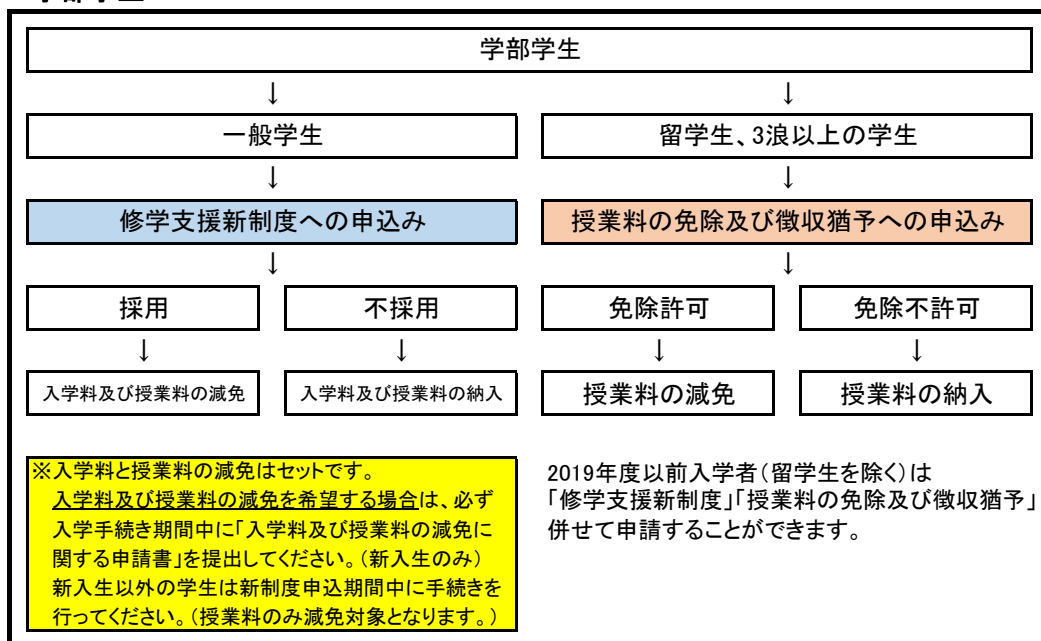 学部学生
↓ ↓
一般学生 留学生、3浪以上の学生
↓ ↓
修学支援新制度への申込み 授業料の免除及び徴収猶予への申込み
↓ ↓
採用 不採用 免除許可 免除不許可
↓ ↓ ↓ ↓
入学料及び授業料の減免 入学料及び授業料の納入 授業料の減免 授業料の納入
※入学料と授業料の減免はセットです。
入学料及び授業料の減免を希望する場合は、必ず
入学手続き期間中に「入学料及び授業料の減免に
関する申請書」を提出してください。(新入生のみ)
新入生以外の学生は新制度申込期間中に手続きを
行ってください。(授業料のみ減免対象となります。)
2019年度以前入学者(留学生を除く)は
「修学支援新制度」「授業料の免除及び徴収猶予」
併せて申請することができます。